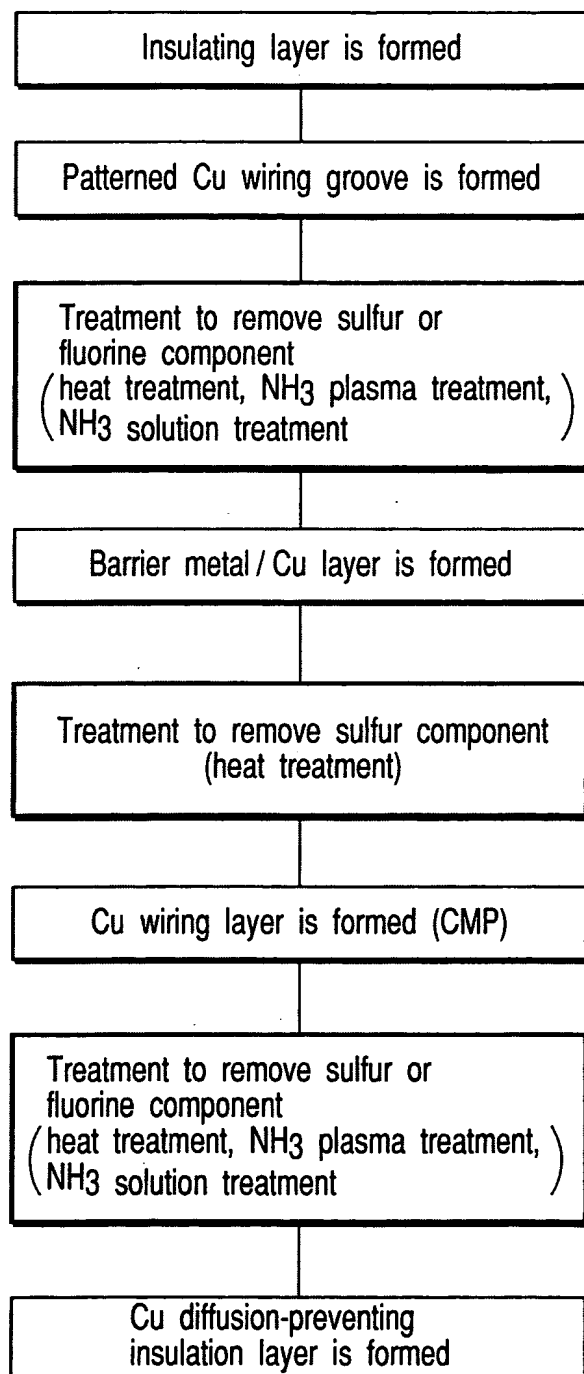 Insulating layer is formed
Patterned Cu wiring groove is formed
Treatment to remove sulfur or
fluorine component
(heat treatment, NH3 plasma treatment,
NH3 solution treatment)
Barrier metal / Cu layer is formed
Treatment to remove sulfur component
(heat treatment)
Cu wiring layer is formed (CMP)
Treatment to remove sulfur or
fluorine component
(heat treatment, NH3 plasma treatment,
NH3 solution treatment)
Cu diffusion-preventing
insulation layer is formed